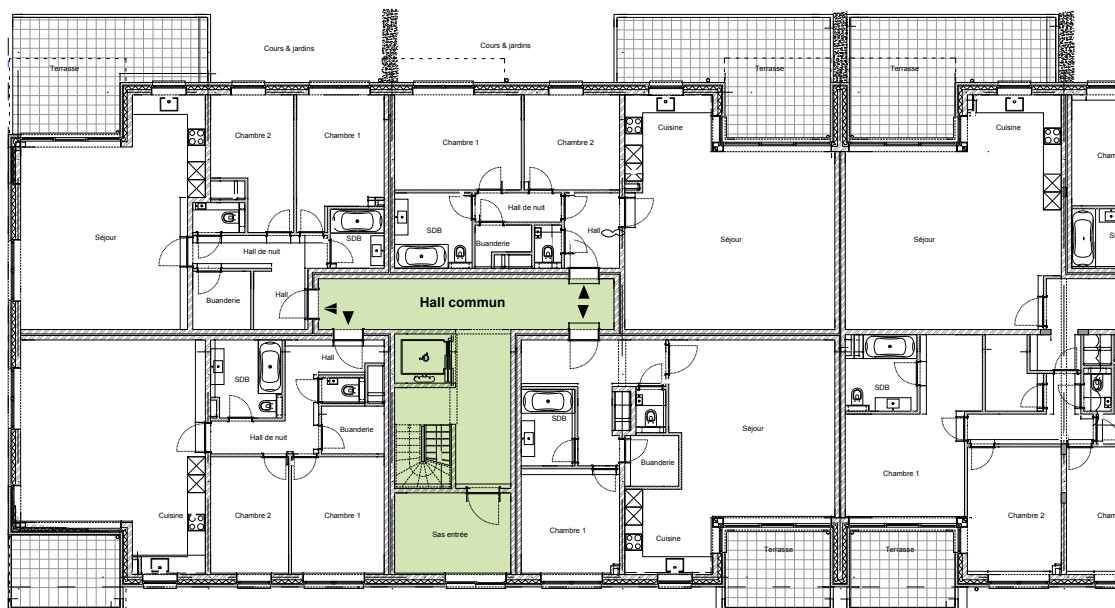 Cours & jardins
Cours & jardins
Terrasse
Terrasse
Terrasse
Cuisine
Cuisine
Chambre 2
Chambre 1
Chambre 1
Chambre 2
Cham
Séjour
SDB
Hall de nuit
Hall de nuit
SDB
Buanderie
Hall
Séjour
Séjour
Buanderie
Hall
Hall commun
Hall
SDB
Hall de nuit
Buanderie
SDB
Séjour
Buanderie
SDB
Chambre 1
Cuisine
Chambre 2
Chambre 1
Sas entrée
Chambre 1
Cuisine
Terrasse
Terrasse
Chambre 2
Cham